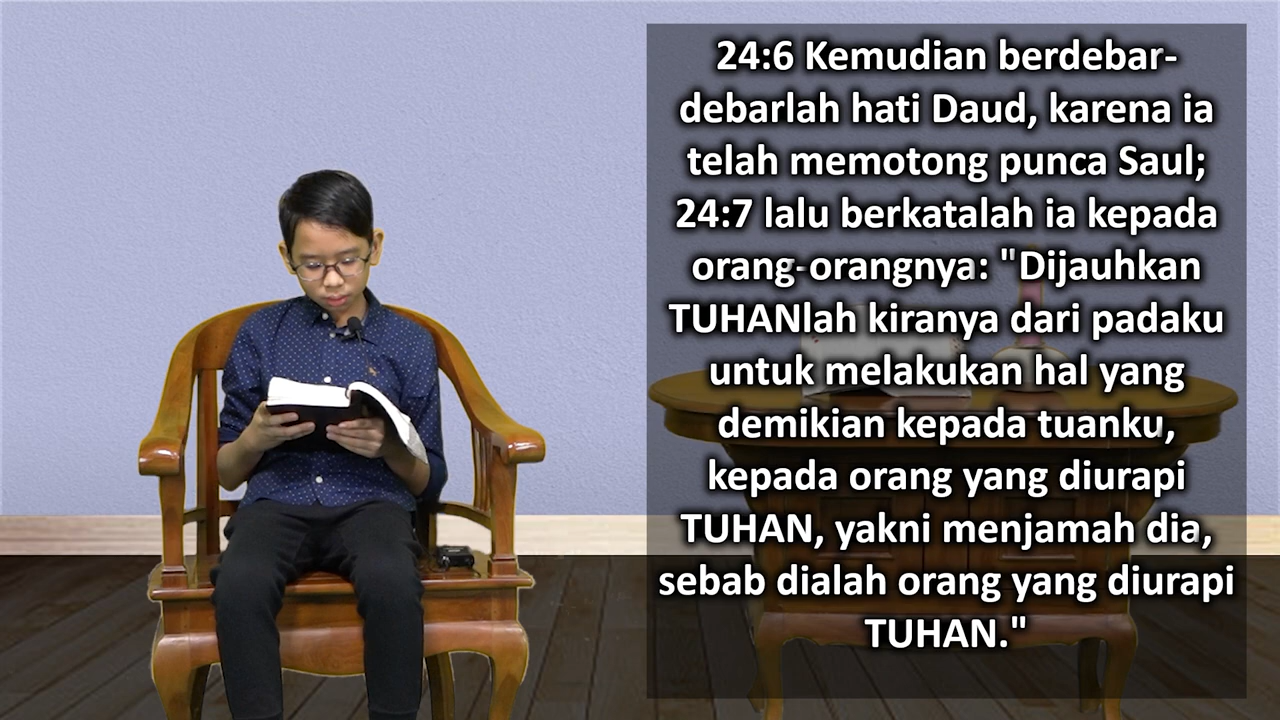 24:6 Kemudian berdebar-
debarlah hati Daud, karena ia
telah memotong punca Saul;
24:7 lalu berkatalah ia kepada
orang-orangnya: "Dijauhkan
TUHANlah kiranya dari padaku
untuk melakukan hal yang
demikian kepada tuanku,
kepada orang yang diurapi
TUHAN, yakni menjamah dia,
sebab dialah orang yang diurapi
TUHAN."